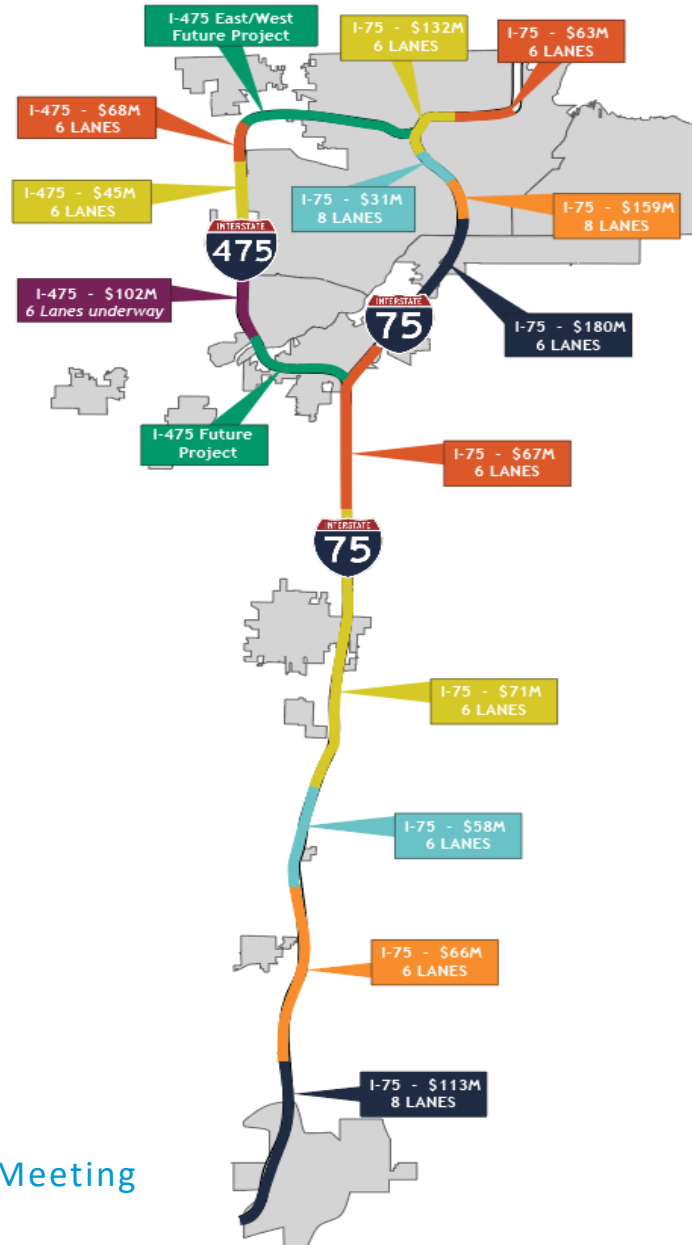 I-475 East/West
Future Project
I-75 - $132M
6 LANES
I-75 - $63M
6 LANES
I-475 - $68M
6 LANES
I-475 - $45M
6 LANES
I-75 - $31M
8 LANES
I-75 - $159M
8 LANES
INTERSTATE
475
I-475 - $102M
6 Lanes underway
INTERSTATE
75
I-75 - $180M
6 LANES
I-475 Future
Project
I-75 - $67M
6 LANES
INTERSTATE
75
I-75 - $71M
6 LANES
I-75 - $58M
6 LANES
I-75 - $66M
6 LANES
I-75 - $113M
8 LANES
Meeting